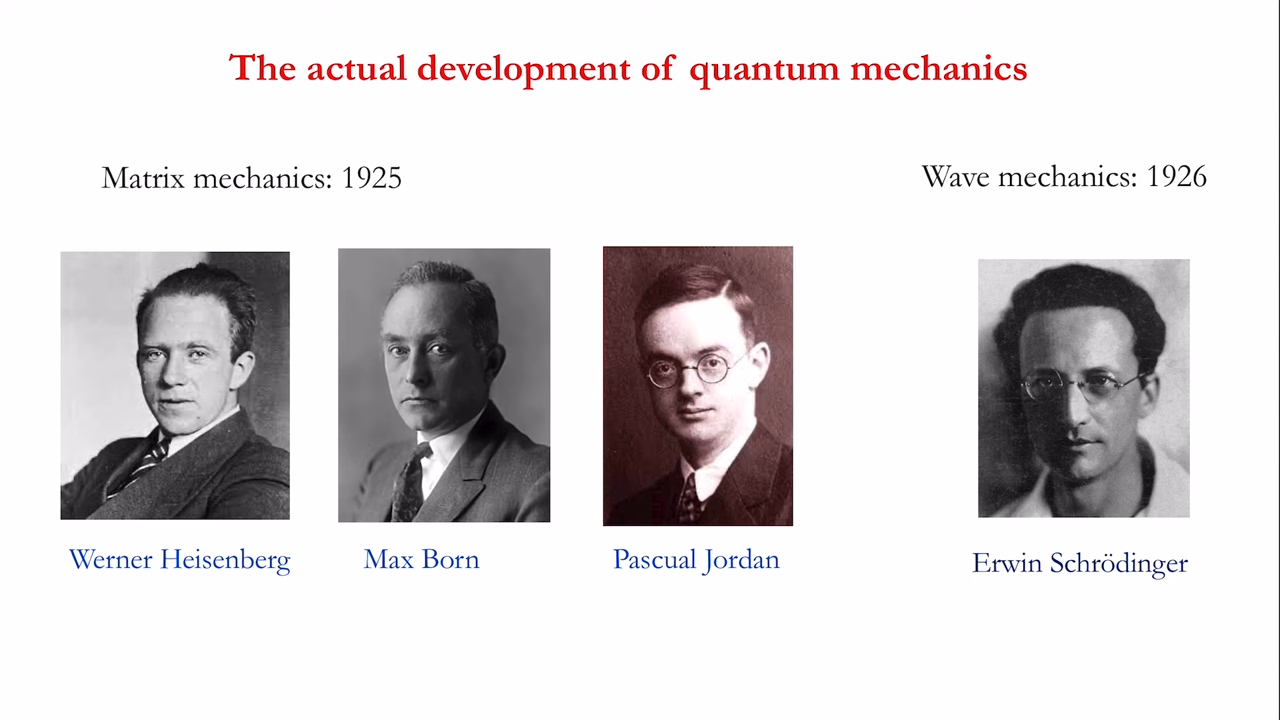 The actual development of quantum mechanics
Matrix mechanics: 1925
Wave mechanics: 1926
Werner Heisenberg
Max Born
Pascual Jordan
Erwin Schrödinger